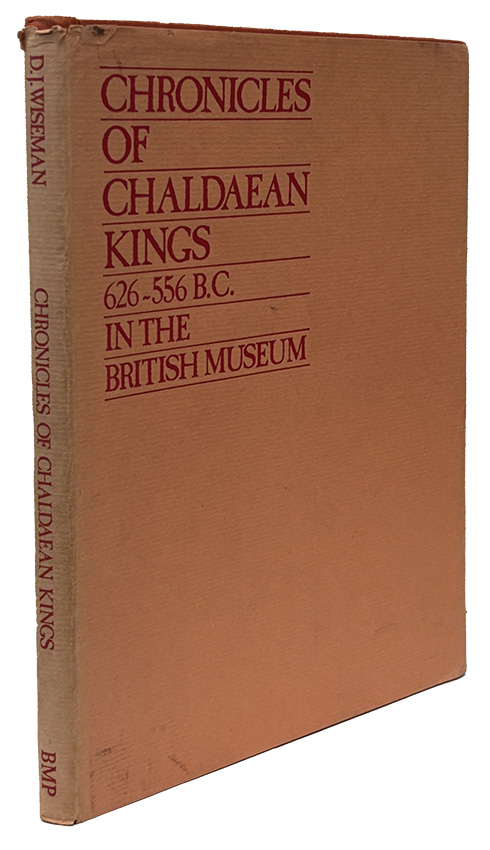 CHRONICLES
OF
CHALDAEAN
KINGS
626~556 B.C.
IN THE
BRITISH MUSEUM
D.J. WISEMAN
CHRONICLES OF CHALDAEAN KINGS
BMP